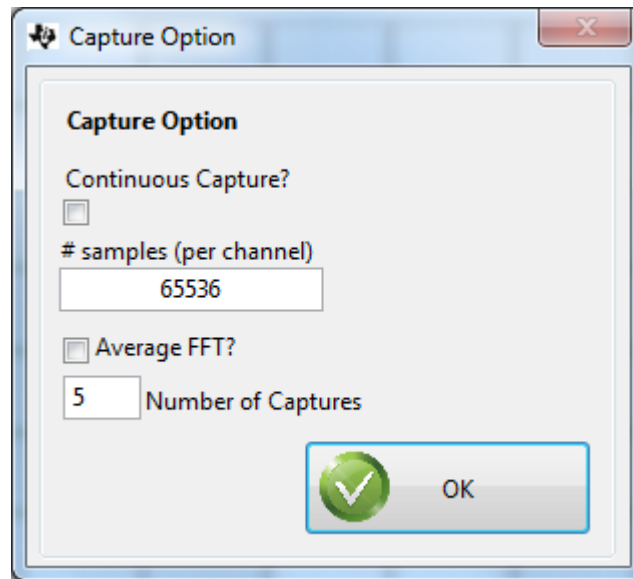 Capture Option
Capture Option
Continuous Capture?
# samples (per channel)
65536
Average FFT?
5 Number of Captures
OK